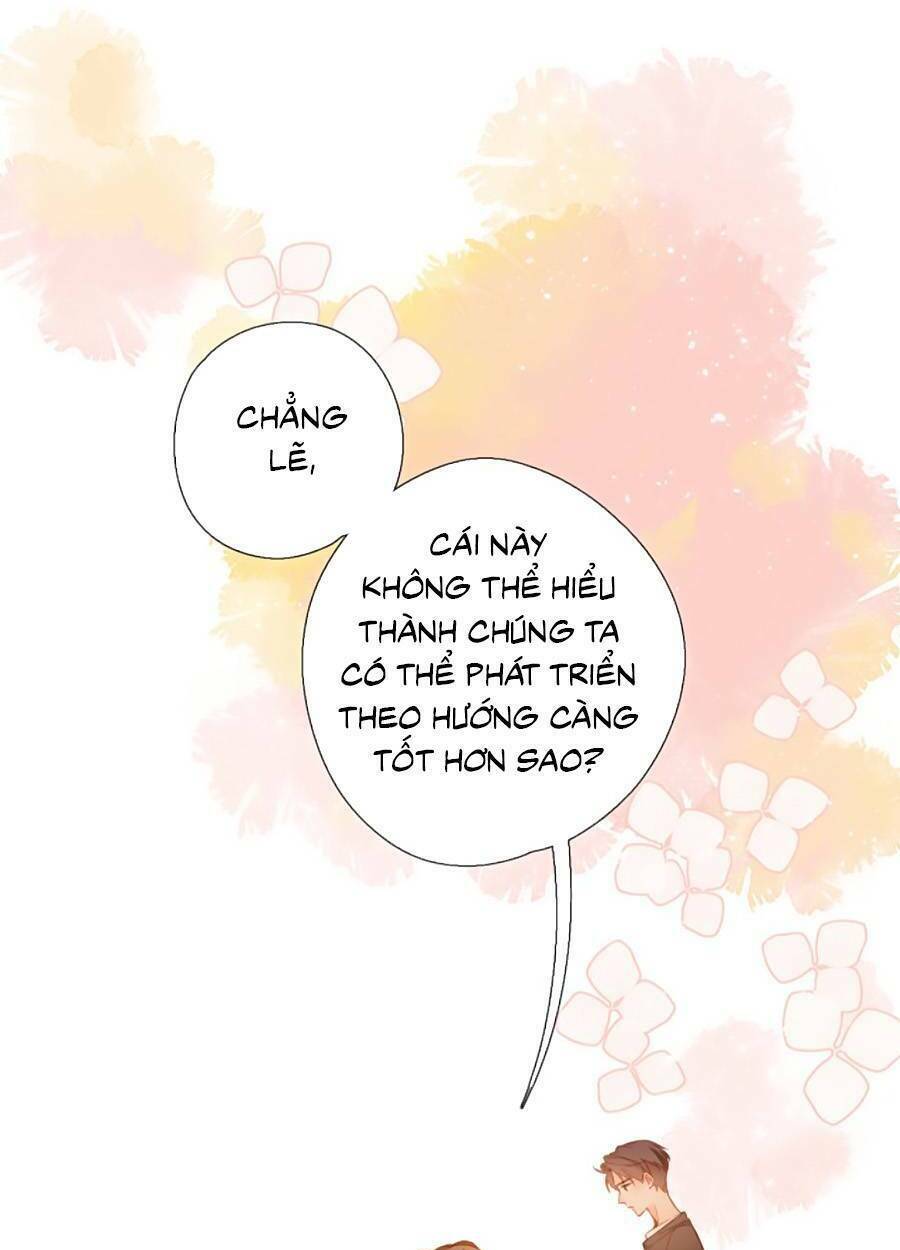 CHẲNG
LẼ,
CÁI NÀY
KHÔNG THỂ HIỂU
THÀNH CHÚNG TA
CÓ THỂ PHÁT TRIỂN
THEO HƯỚNG CÀNG
TỐT HƠN SAO?